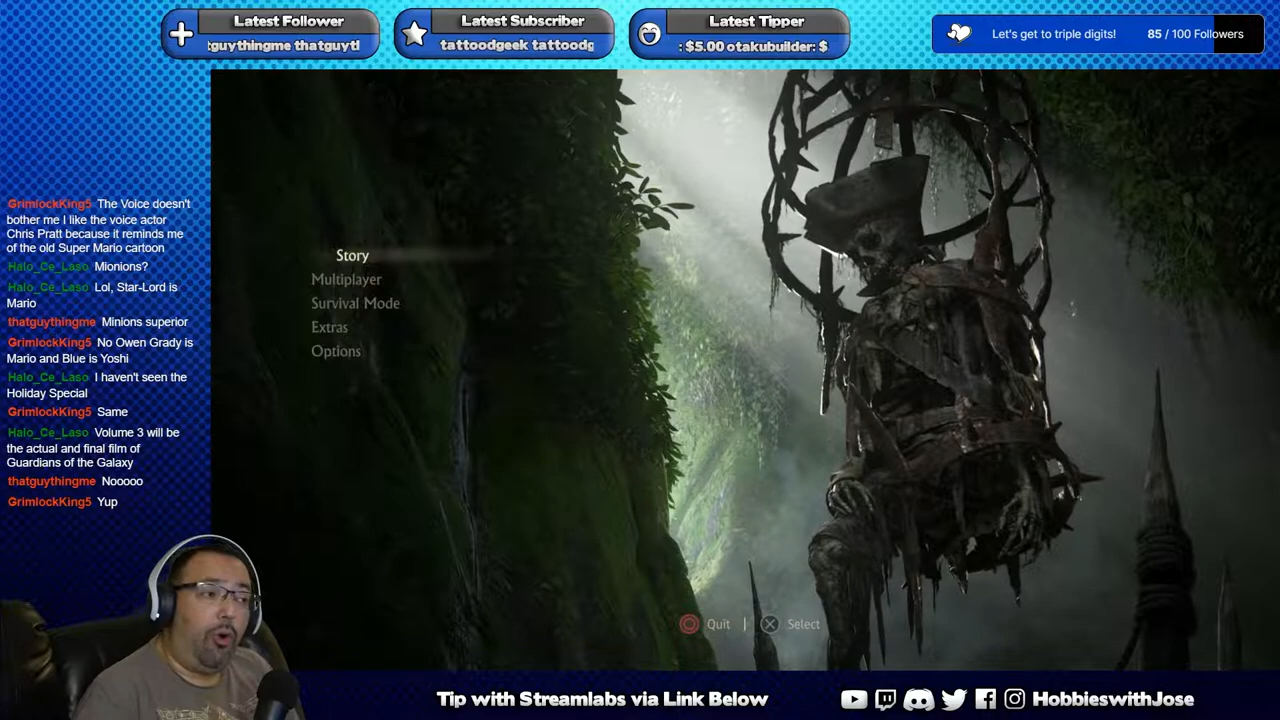 Latest Follower
:guythingme thatguytl
Latest Subscriber
tattoodgeek tattoodg
Latest Tipper
: $5.00 otakubuilder: $
Let's get to triple digits! 85 / 100 Followers
GrimlockKing5 The Voice doesn't
bother me I like the voice actor
Chris Pratt because it reminds me
of the old Super Mario cartoon
Halo_Ce_Laso Mionions?
Halo_Ce_Laso Lol, Star-Lord is
Mario
thatguythingme Minions superior
GrimlockKing5 No Owen Grady is
Mario and Blue is Yoshi
Halo_Ce_Laso I haven't seen the
Holiday Special
GrimlockKing5 Same
Halo_Ce_Laso Volume 3 will be
the actual and final film of
Guardians of the Galaxy
thatguythingme Nooooo
GrimlockKing5 Yup
Story
Multiplayer
Survival Mode
Extras
Options
Quit | Select
Tip with Streamlabs via Link Below
HobbieswithJose